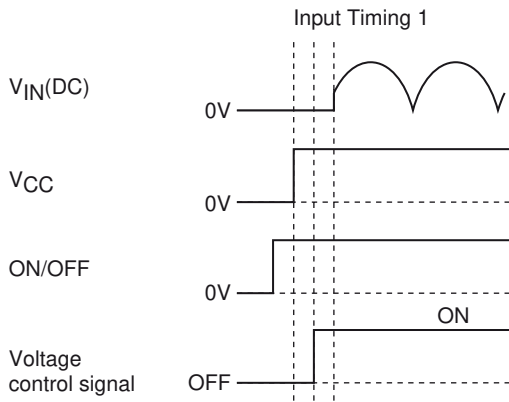 Input Timing 1
VIN(DC)
0V
VCC
0V
ON/OFF
0V
ON
Voltage
control signal
OFF